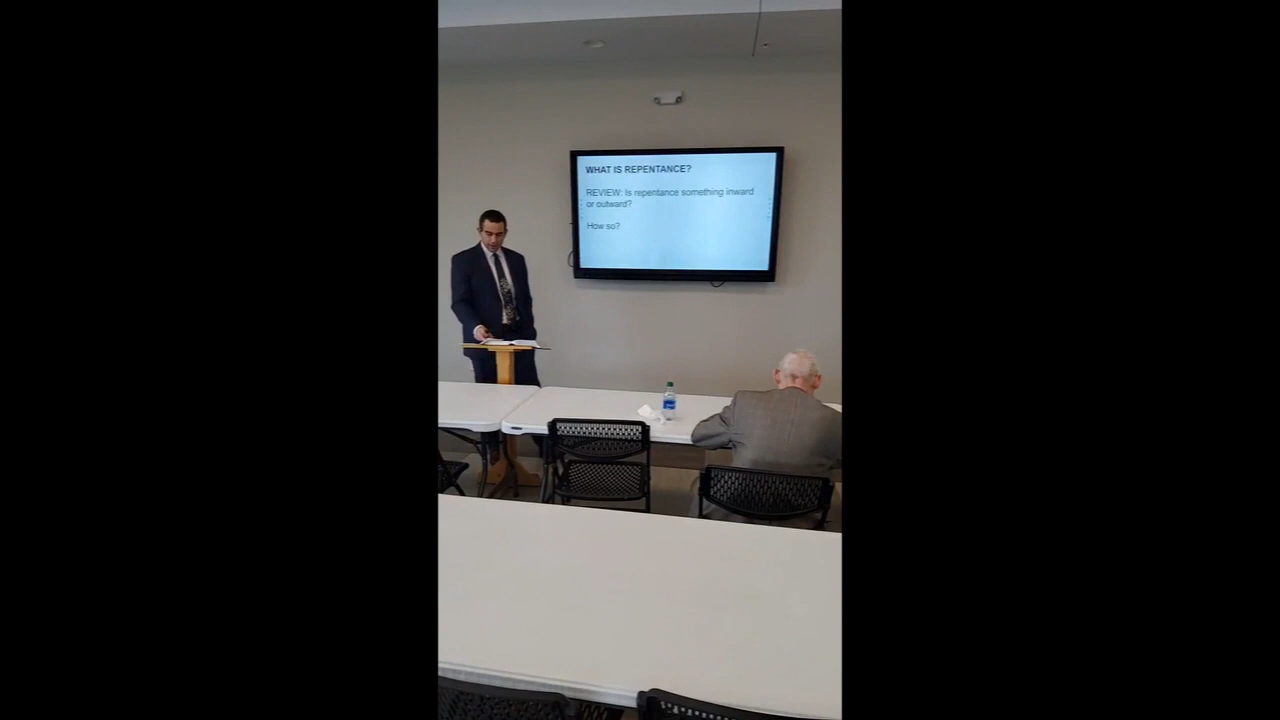 WHAT IS REPENTANCE?
REVIEW: Is repentance something inward
or outward?
How so?